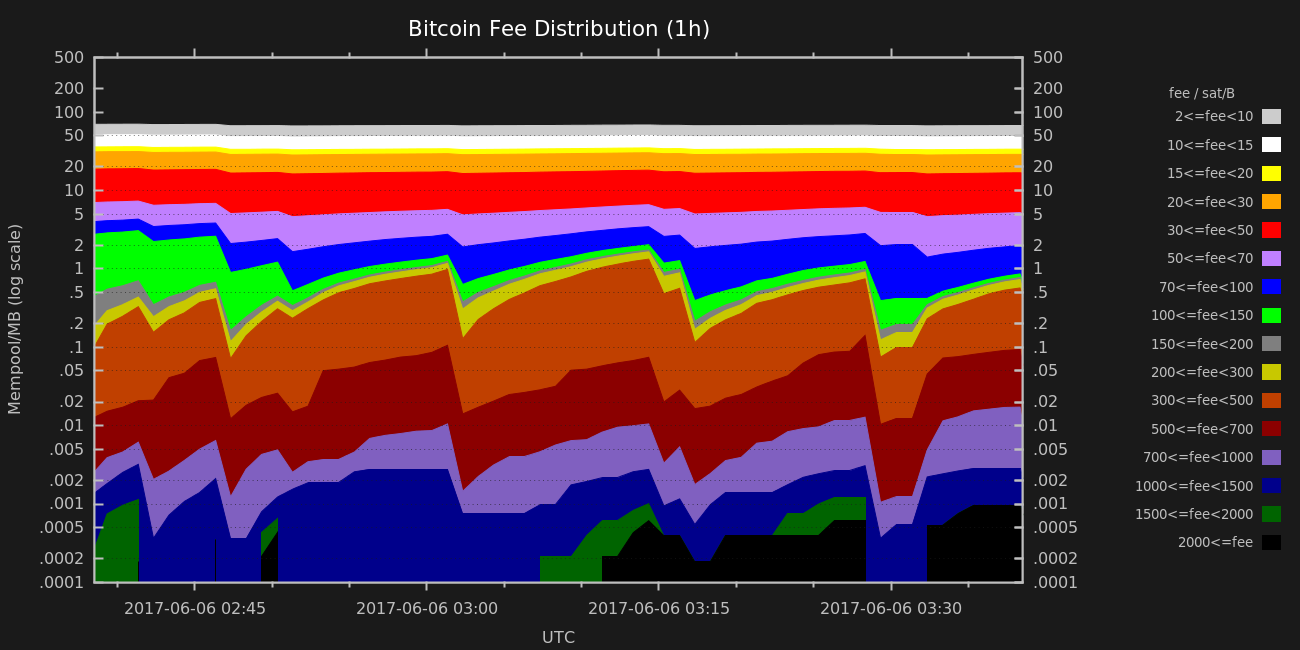 Bitcoin Fee Distribution (1h)
500
200
100
50
20
10
5
2
1
.5
.2
.1
.05
.02
.01
.005
.002
.001
.0005
.0002
.0001
Mempool/MB (log scale)
500
200
100
50
20
10
5
2
1
.5
.2
.1
.05
.02
.01
.005
.002
.001
.0005
.0002
.0001
2017-06-06 02:45
2017-06-06 03:00
2017-06-06 03:15
2017-06-06 03:30
UTC
fee / sat/B
2<=fee<10
10<=fee<15
15<=fee<20
20<=fee<30
30<=fee<50
50<=fee<70
70<=fee<100
100<=fee<150
150<=fee<200
200<=fee<300
300<=fee<500
500<=fee<700
700<=fee<1000
1000<=fee<1500
1500<=fee<2000
2000<=fee